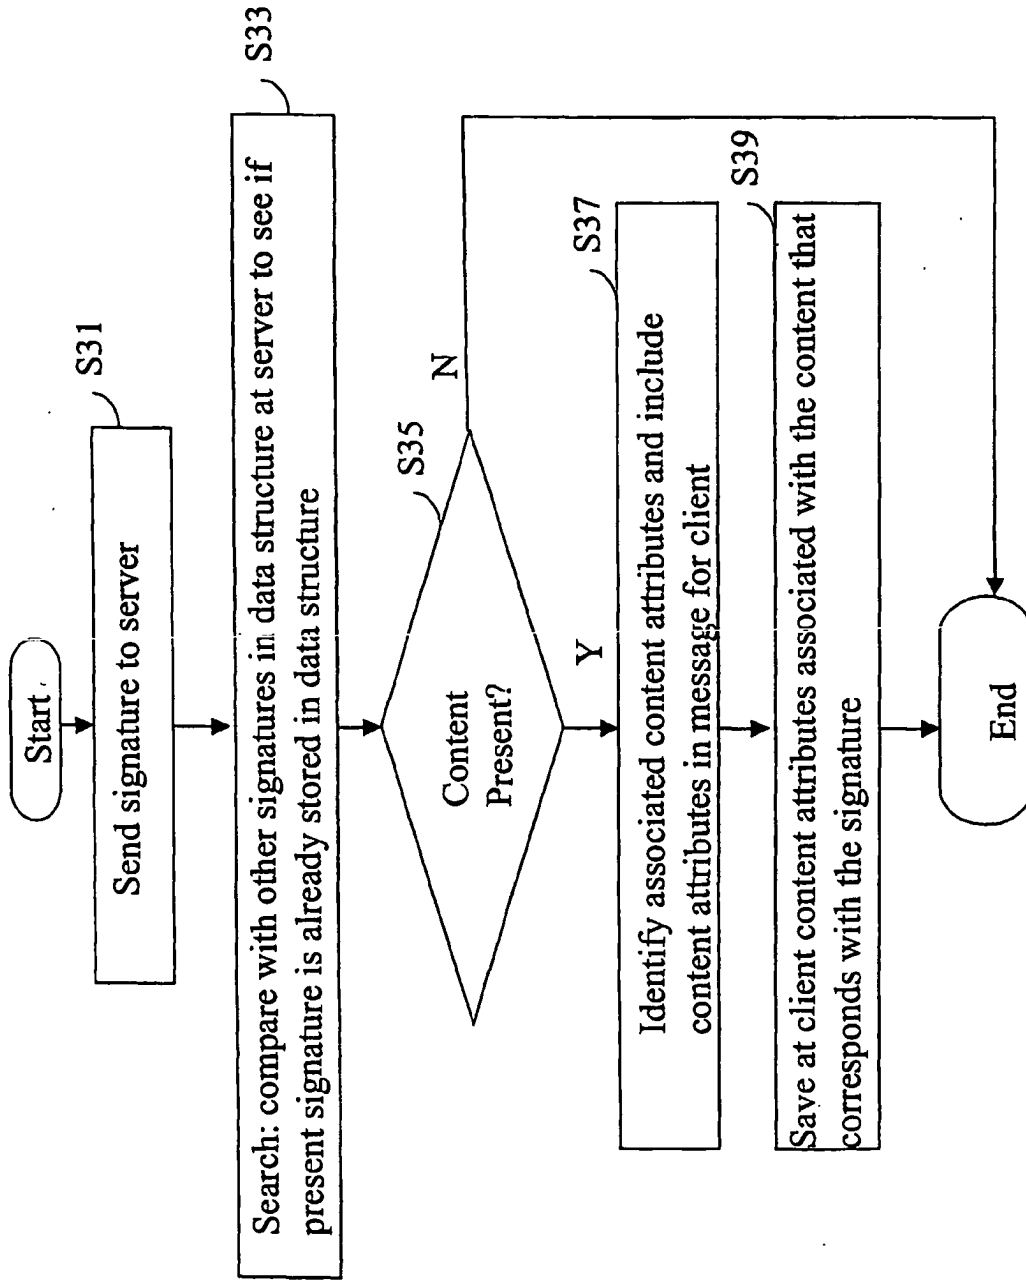 Start
S31
Send signature to server
S33
Search: compare with other signatures in data structure at server to see if
present signature is already stored in data structure
S35
Content
Present?
N
Y
S37
Identify associated content attributes and include
content attributes in message for client
S39
Save at client content attributes associated with the content that
corresponds with the signature
End